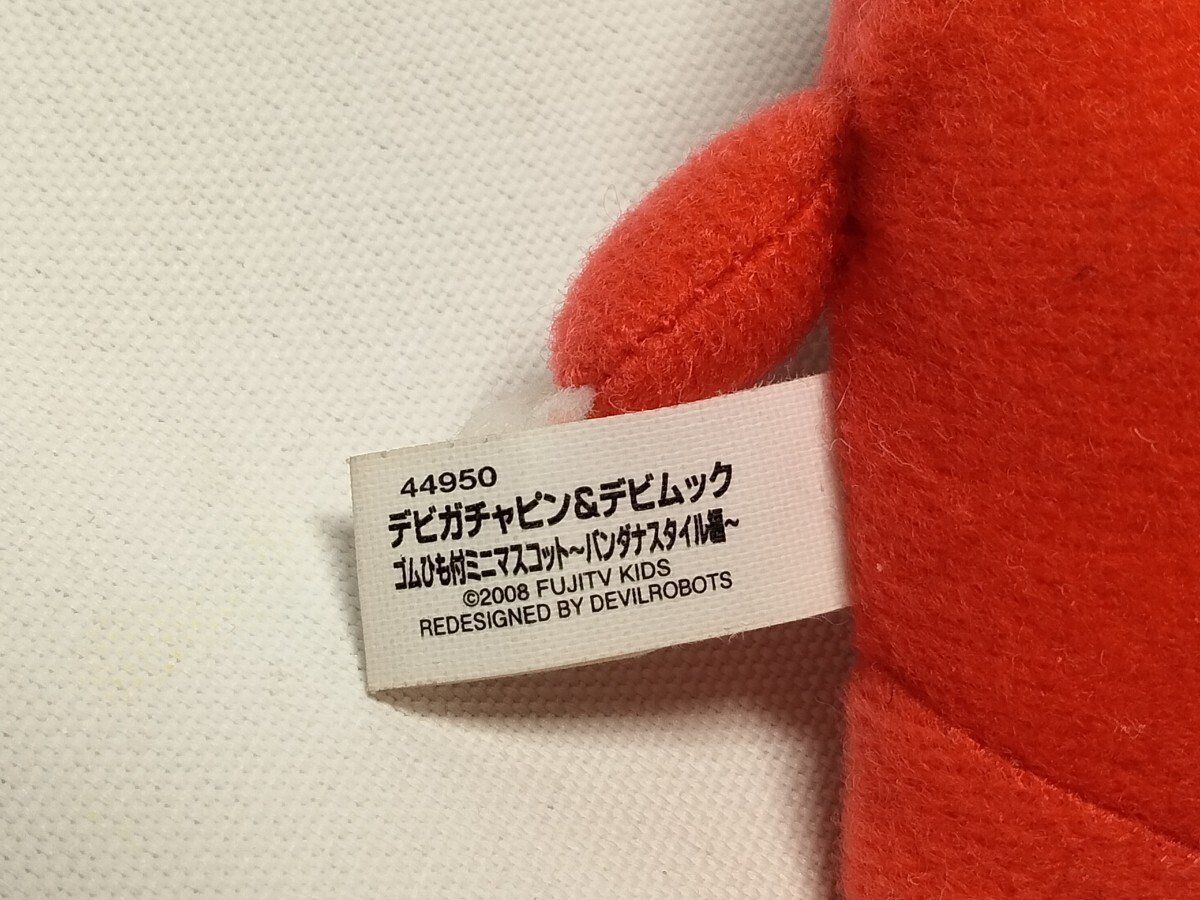 44950
デビガチャピン&デビムック
ゴムひも付ミニマスコット～バンダナスタイル編～
©2008 FUJITV KIDS
REDESIGNED BY DEVILROBOTS